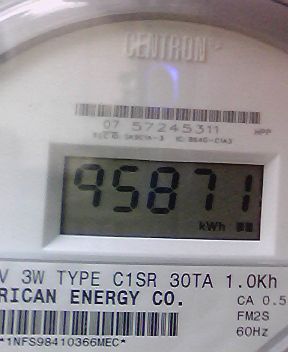 CENTRON
07 57245311 HPP
95871
kWh
V 3W TYPE C1SR 30TA 1.0Kh
RICAN ENERGY CO.
CA 0.5
FM2S
60Hz
*1NFS98410366MEC*